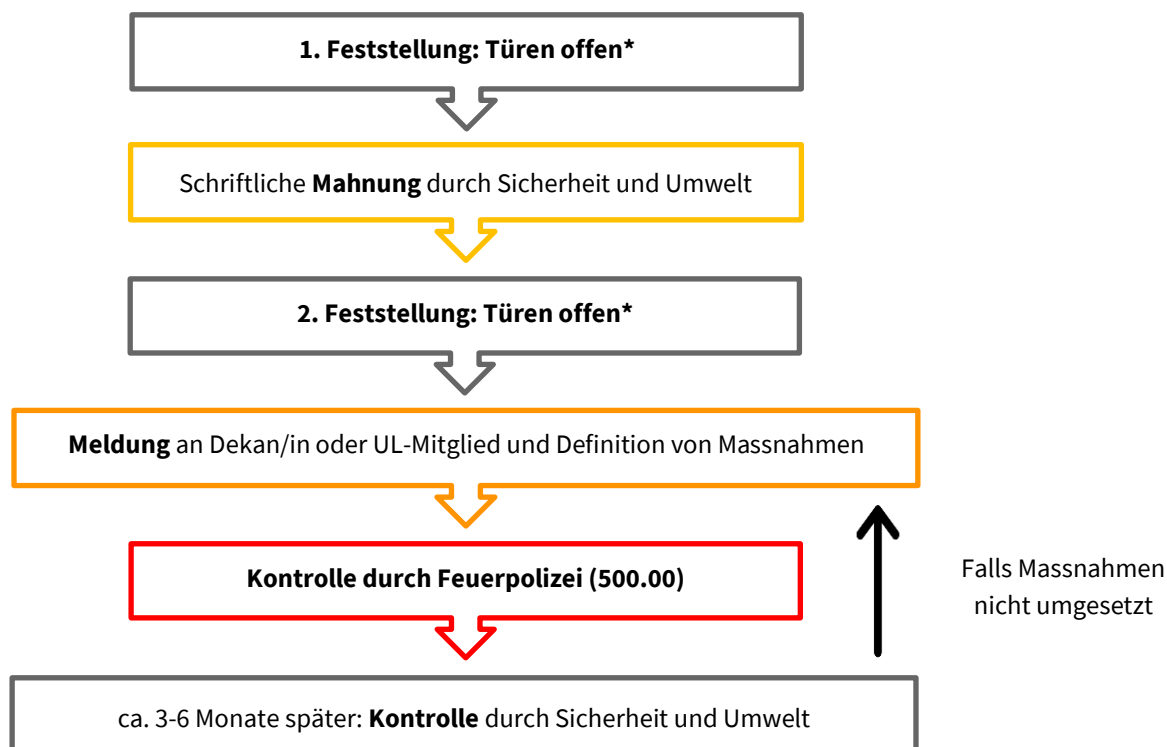 1. Feststellung: Türen offen*
Schriftliche Mahnung durch Sicherheit und Umwelt
2. Feststellung: Türen offen*
Meldung an Dekan/in oder UL-Mitglied und Definition von Massnahmen
Kontrolle durch Feuerpolizei (500.00)
Falls Massnahmen
nicht umgesetzt
ca. 3-6 Monate später: Kontrolle durch Sicherheit und Umwelt